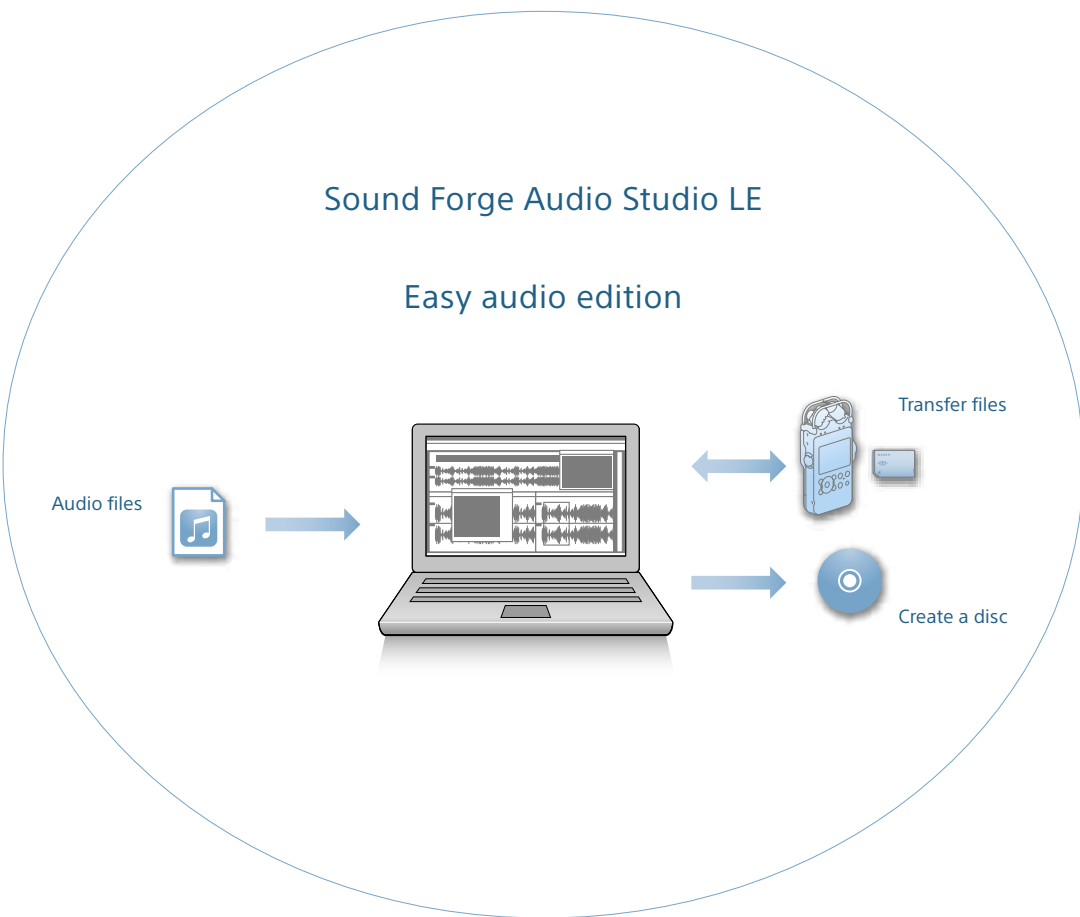 Sound Forge Audio Studio LE
Easy audio edition
Transfer files
Audio files
Create a disc